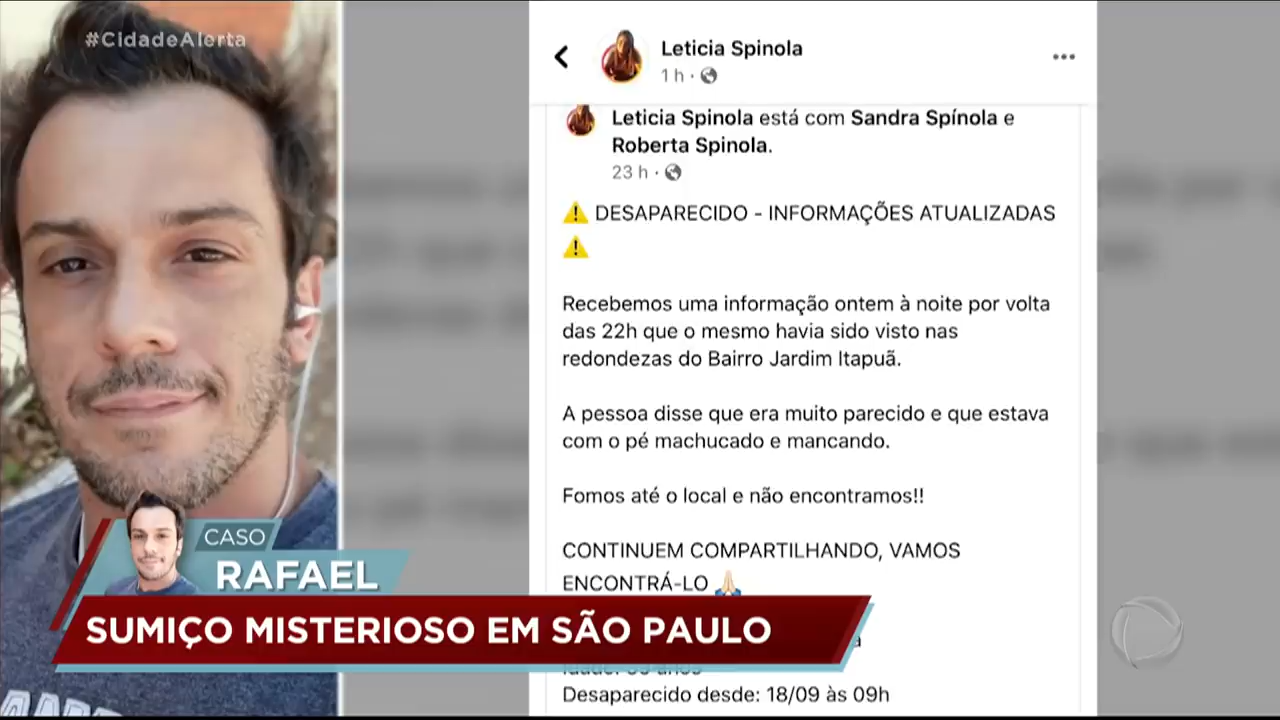 #CidadeAlerta
Leticia Spinola
1 h ·
Leticia Spinola está com Sandra Spínola e
Roberta Spinola.
23 h ·
⚠️ DESAPARECIDO - INFORMAÇÕES ATUALIZADAS
⚠️
Recebemos uma informação ontem à noite por volta
das 22h que o mesmo havia sido visto nas
redondezas do Bairro Jardim Itapuã.
A pessoa disse que era muito parecido e que estava
com o pé machucado e mancando.
Fomos até o local e não encontramos!!
CONTINUEM COMPARTILHANDO, VAMOS
ENCONTRÁ-LO 🙏🏻
Desaparecido desde: 18/09 às 09h
CASO
RAFAEL
SUMIÇO MISTERIOSO EM SÃO PAULO